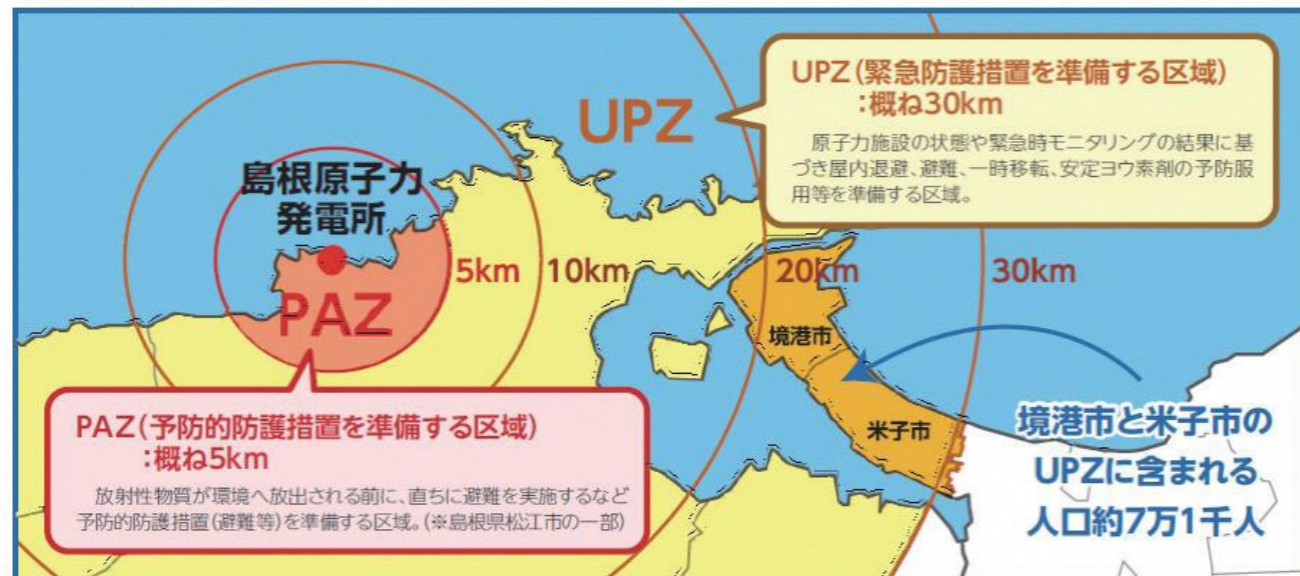 UPZ(緊急防護措置を準備する区域)
:概ね30km
原子力施設の状態や緊急時モニタリングの結果に基
づき屋内退避、避難、一時移転、安定ヨウ素剤の予防服
用等を準備する区域。
UPZ
島根原子力
発電所
PAZ
5km
10km
20km
30km
境港市
米子市
PAZ(予防的防護措置を準備する区域)
:概ね5km
放射性物質が環境へ放出される前に、直ちに避難を実施するなど
予防的防護措置(避難等)を準備する区域。(※島根県松江市の一部)
境港市と米子市の
UPZに含まれる
人口約7万1千人